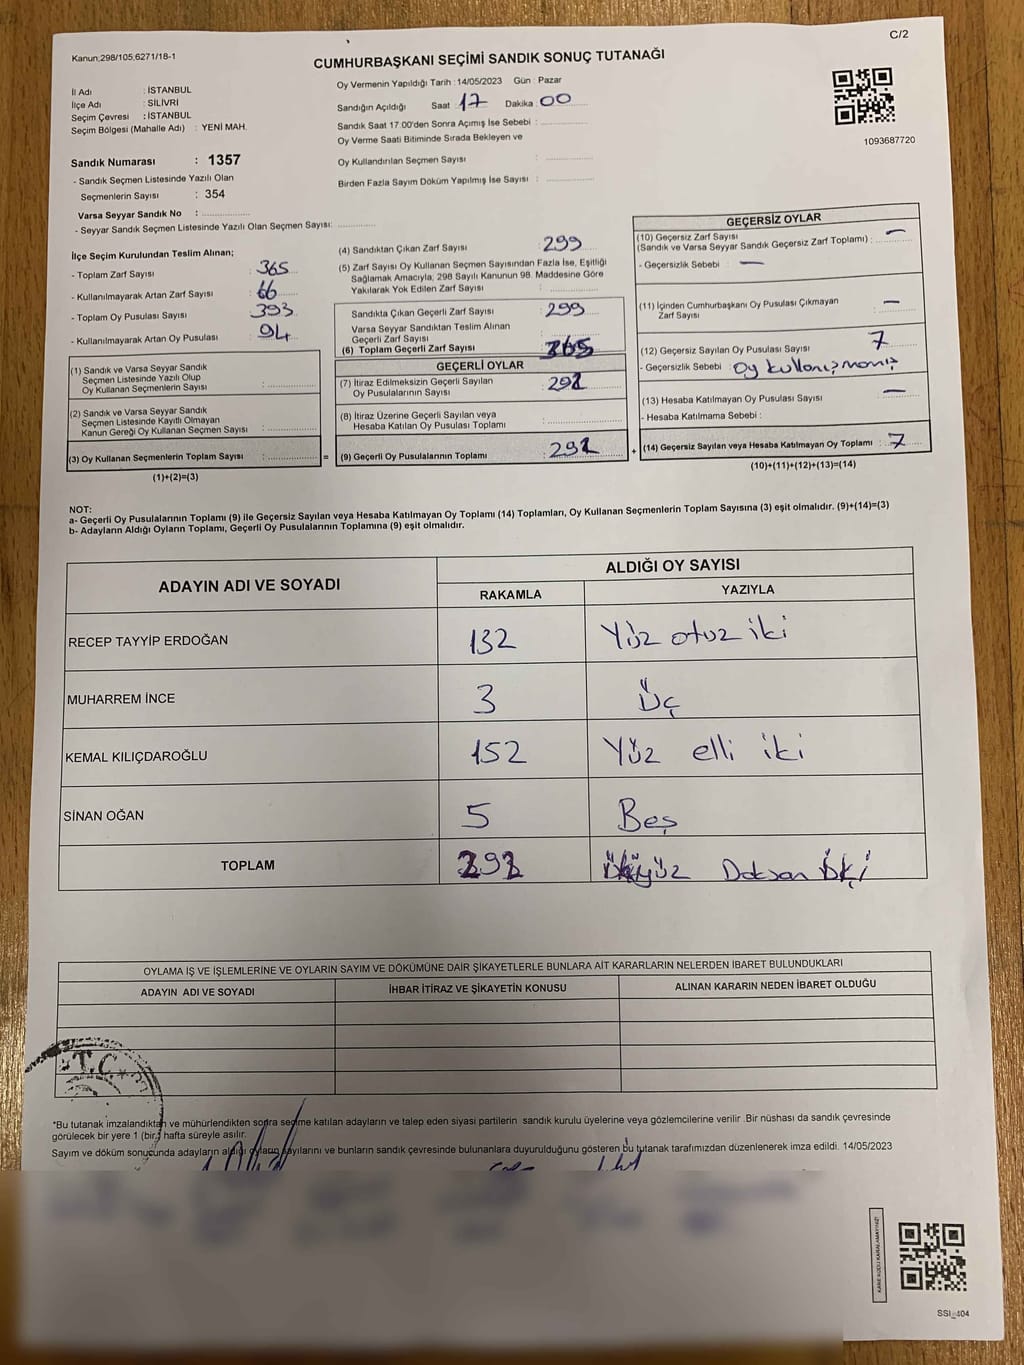 C/2
Kanun;298/105,6271/18-1
CUMHURBAŞKANI SEÇİMİ SANDIK SONUÇ TUTANAĞI
İl Adı : İSTANBUL
İlçe Adı : SİLİVRİ
Seçim Çevresi : İSTANBUL
Seçim Bölgesi (Mahalle Adı) : YENİ MAH.
Oy Vermenin Yapıldığı Tarih : 14/05/2023 Gün : Pazar
Sandığın Açıldığı Saat : 17 Dakika : 00
Sandık Saat 17:00'den Sonra Açımış İse Sebebi :
Oy Verme Saati Bitiminde Sırada Bekleyen ve
Oy Kullandırılan Seçmen Sayısı :
Birden Fazla Sayım Döküm Yapılmış İse Sayısı :
1093687720
Sandık Numarası : 1357
- Sandık Seçmen Listesinde Yazılı Olan
Seçmenlerin Sayısı : 354
Varsa Seyyar Sandık No :
- Seyyar Sandık Seçmen Listesinde Yazılı Olan Seçmen Sayısı:
İlçe Seçim Kurulundan Teslim Alınan;
- Toplam Zarf Sayısı : 365
- Kullanılmayarak Artan Zarf Sayısı : 66
- Toplam Oy Pusulası Sayısı : 393
- Kullanılmayarak Artan Oy Pusulası : 94
(1) Sandık ve Varsa Seyyar Sandık
Seçmen Listesinde Yazılı Olup
Oy Kullanan Seçmenlerin Sayısı :
(2) Sandık ve Varsa Seyyar Sandık
Seçmen Listesinde Kayıtlı Olmayan
Kanun Gereği Oy Kullanan Seçmen Sayısı :
(3) Oy Kullanan Seçmenlerin Toplam Sayısı : =
(1)+(2)=(3)
(4) Sandıktan Çıkan Zarf Sayısı : 299
(5) Zarf Sayısı Oy Kullanan Seçmen Sayısından Fazla İse, Eşitliği
Sağlamak Amacıyla; 298 Sayılı Kanunun 98. Maddesine Göre
Yakılarak Yok Edilen Zarf Sayısı :
Sandıkta Çıkan Geçerli Zarf Sayısı : 299
Varsa Seyyar Sandıktan Teslim Alınan
Geçerli Zarf Sayısı :
(6) Toplam Geçerli Zarf Sayısı 365
GEÇERLİ OYLAR
(7) İtiraz Edilmeksizin Geçerli Sayılan
Oy Pusulalarının Sayısı : 292
(8) İtiraz Üzerine Geçerli Sayılan veya
Hesaba Katılan Oy Pusulası Toplamı :
(9) Geçerli Oy Pusulalarının Toplamı : 292 +
GEÇERSİZ OYLAR
(10) Geçersiz Zarf Sayısı
(Sandık ve Varsa Seyyar Sandık Geçersiz Zarf Toplamı) : —
- Geçersizlik Sebebi : —
(11) İçinden Cumhurbaşkanı Oy Pusulası Çıkmayan
Zarf Sayısı : —
(12) Geçersiz Sayılan Oy Pusulası Sayısı : 7
- Geçersizlik Sebebi : oy kullanışmamış
(13) Hesaba Katılmayan Oy Pusulası Sayısı : —
- Hesaba Katılmama Sebebi :
(14) Geçersiz Sayılan veya Hesaba Katılmayan Oy Toplamı : 7
(10)+(11)+(12)+(13)=(14)
NOT:
a- Geçerli Oy Pusulalarının Toplamı (9) ile Geçersiz Sayılan veya Hesaba Katılmayan Oy Toplamı (14) Toplamları, Oy Kullanan Seçmenlerin Toplam Sayısına (3) eşit olmalıdır. (9)+(14)=(3)
b- Adayların Aldığı Oyların Toplamı, Geçerli Oy Pusulalarının Toplamına (9) eşit olmalıdır.
ADAYIN ADI VE SOYADI
ALDIĞI OY SAYISI
RAKAMLA YAZIYLA
RECEP TAYYİP ERDOĞAN 132 Yüz otuz iki
MUHARREM İNCE 3 Üç
KEMAL KILIÇDAROĞLU 152 Yüz elli iki
SİNAN OĞAN 5 Beş
TOPLAM 292 İkiyüz Doksan İki
OYLAMA İŞ VE İŞLEMLERİNE VE OYLARIN SAYIM VE DÖKÜMÜNE DAİR ŞİKAYETLERLE BUNLARA AİT KARARLARIN NELERDEN İBARET BULUNDUKLARI
ADAYIN ADI VE SOYADI İHBAR İTİRAZ VE ŞİKAYETİN KONUSU ALINAN KARARIN NEDEN İBARET OLDUĞU
T.C.
*Bu tutanak imzalandıktan ve mühürlendikten sonra seçime katılan adayların ve talep eden siyasi partilerin sandık kurulu üyelerine veya gözlemcilerine verilir .Bir nüshası da sandık çevresinde
görülecek bir yere 1 (bir) hafta süreyle asılır.
Sayım ve döküm sonucunda adayların aldığı oyların sayılarını ve bunların sandık çevresinde bulunanlara duyurulduğunu gösteren bu tutanak tarafımızdan düzenlenerek imza edildi. 14/05/2023
KARE KODU KARALAMAYINIZ!
SSI_404